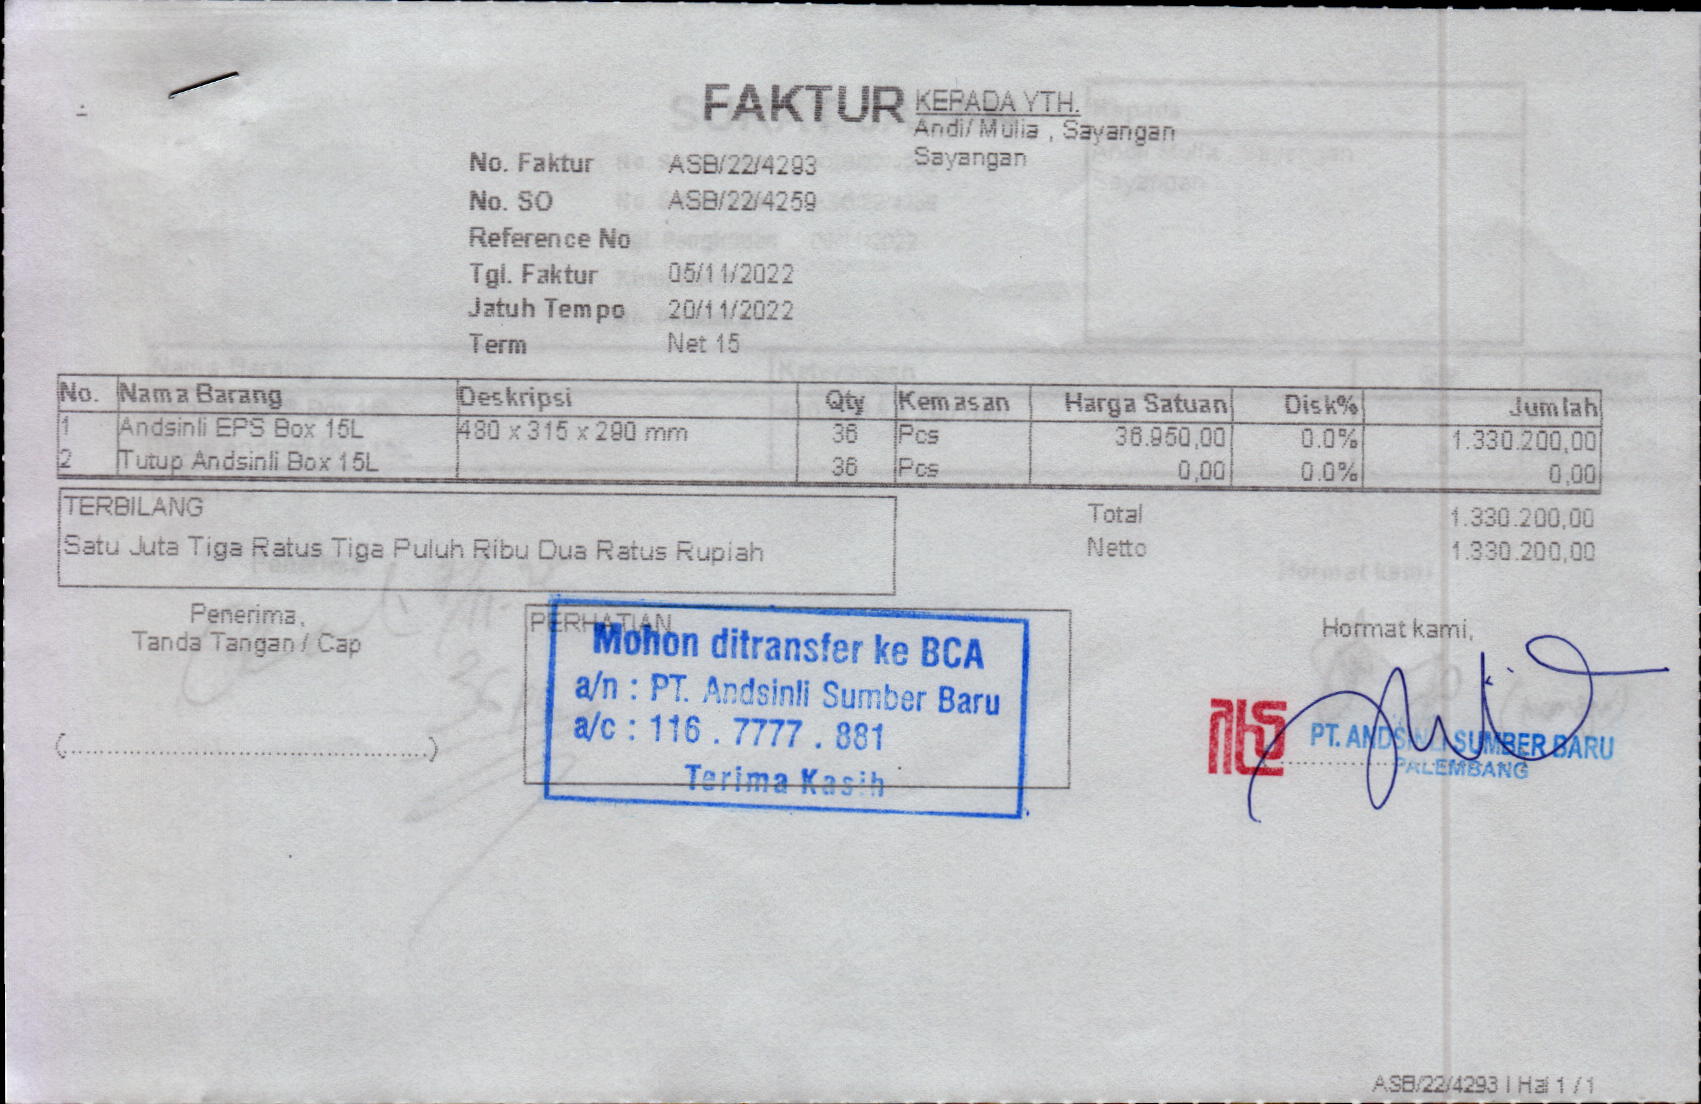 FAKTUR
KEPADA YTH.
Andi/ Mulia , Sayangan
Sayangan
No. Faktur ASB/22/4293
No. SO ASB/22/4259
Reference No
Tgl. Faktur 05/11/2022
Jatuh Tempo 20/11/2022
Term Net 15
No. Nama Barang Deskripsi Qty Kemasan Harga Satuan Disk% Jumlah
1 Andsinli EPS Box 15L 480 x 315 x 290 mm 36 Pcs 36.950,00 0.0% 1.330.200,00
2 Tutup Andsinli Box 15L 36 Pcs 0,00 0.0% 0,00
TERBILANG
Satu Juta Tiga Ratus Tiga Puluh Ribu Dua Ratus Rupiah
Total 1.330.200,00
Netto 1.330.200,00
Penerima,
Tanda Tangan / Cap
(........................................................)
PERHATIAN
Mohon ditransfer ke BCA
a/n : PT. Andsinli Sumber Baru
a/c : 116 . 7777 . 881
Terima Kasih
Hormat kami,
PT. ANDSINLI SUMBER BARU
PALEMBANG
ASB/22/4293 | Hal 1 / 1